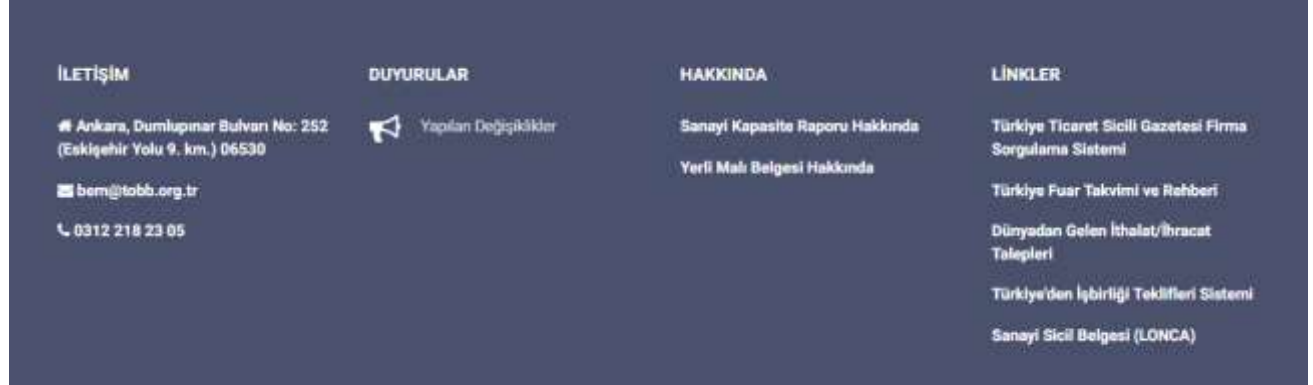 İLETİŞİM
Ankara, Dumlupınar Bulvarı No: 252
(Eskişehir Yolu 9. km.) 06530
bem@tobb.org.tr
0312 218 23 05
DUYURULAR
Yapılan Değişiklikler
HAKKINDA
Sanayi Kapasite Raporu Hakkında
Yerli Malı Belgesi Hakkında
LİNKLER
Türkiye Ticaret Sicili Gazetesi Firma
Sorgulama Sistemi
Türkiye Fuar Takvimi ve Rehberi
Dünyadan Gelen İthalat/İhracat
Talepleri
Türkiye'den İşbirliği Teklifleri Sistemi
Sanayi Sicil Belgesi (LONCA)